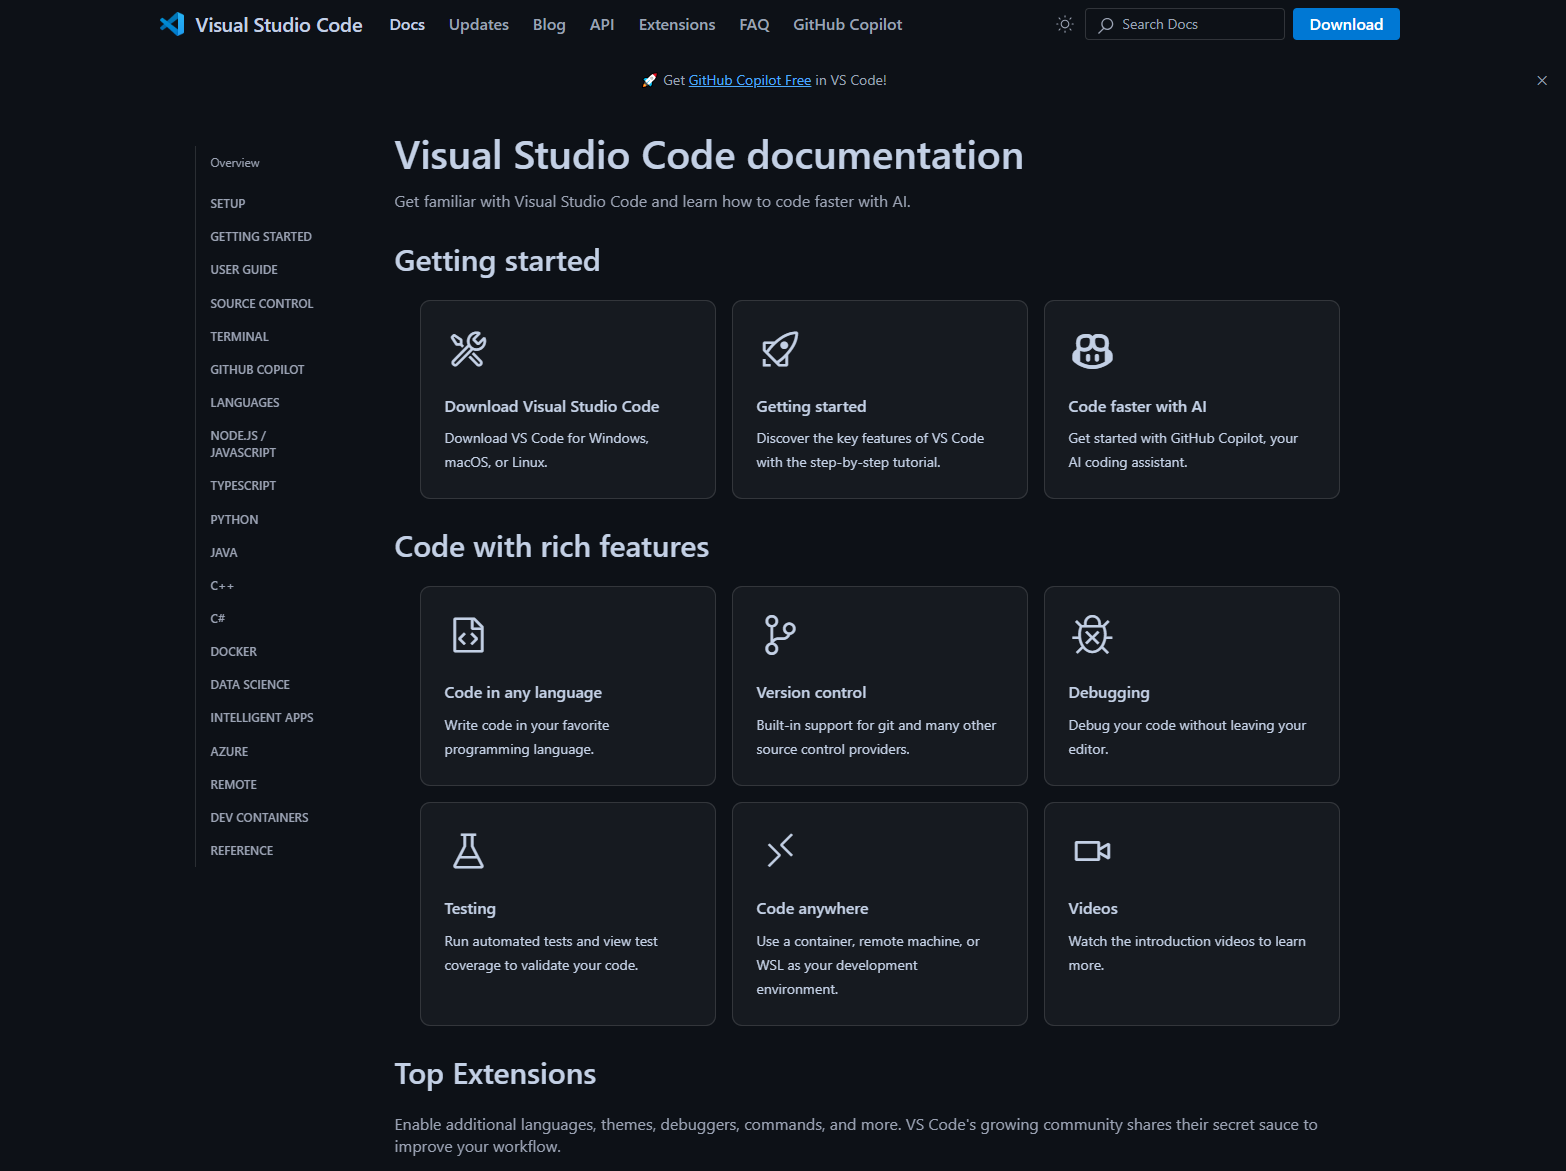 Visual Studio Code
Docs
Updates
Blog
API
Extensions
FAQ
GitHub Copilot
Search Docs
Download
🚀 Get GitHub Copilot Free in VS Code!
Overview
SETUP
GETTING STARTED
USER GUIDE
SOURCE CONTROL
TERMINAL
GITHUB COPILOT
LANGUAGES
NODE.JS /
JAVASCRIPT
TYPESCRIPT
PYTHON
JAVA
C++
C#
DOCKER
DATA SCIENCE
INTELLIGENT APPS
AZURE
REMOTE
DEV CONTAINERS
REFERENCE
Visual Studio Code documentation
Get familiar with Visual Studio Code and learn how to code faster with AI.
Getting started
Download Visual Studio Code
Download VS Code for Windows,
macOS, or Linux.
Getting started
Discover the key features of VS Code
with the step-by-step tutorial.
Code faster with AI
Get started with GitHub Copilot, your
AI coding assistant.
Code with rich features
Code in any language
Write code in your favorite
programming language.
Version control
Built-in support for git and many other
source control providers.
Debugging
Debug your code without leaving your
editor.
Testing
Run automated tests and view test
coverage to validate your code.
Code anywhere
Use a container, remote machine, or
WSL as your development
environment.
Videos
Watch the introduction videos to learn
more.
Top Extensions
Enable additional languages, themes, debuggers, commands, and more. VS Code's growing community shares their secret sauce to
improve your workflow.